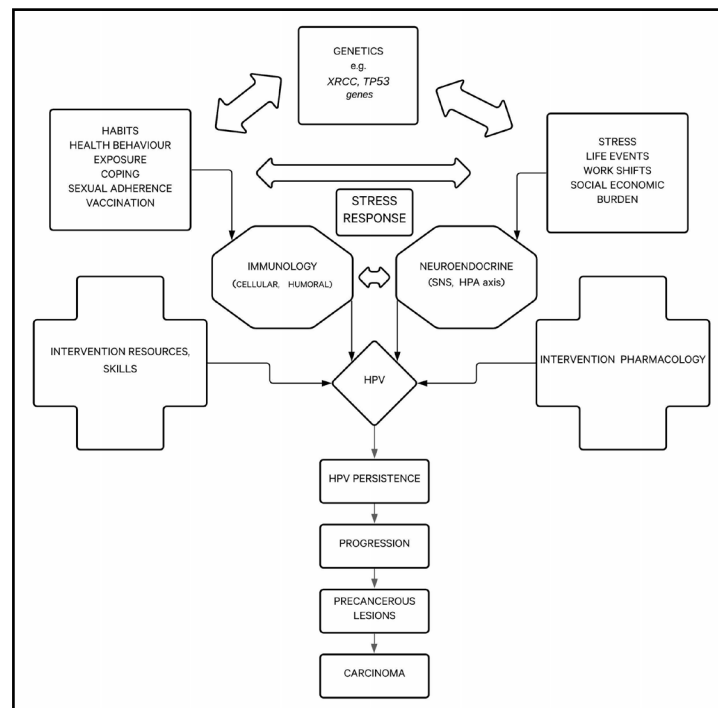 GENETICS
e.g.
XRCC, TP53
genes
HABITS
HEALTH BEHAVIOUR
EXPOSURE
COPING
SEXUAL ADHERENCE
VACCINATION
STRESS
LIFE EVENTS
WORK SHIFTS
SOCIAL ECONOMIC
BURDEN
STRESS
RESPONSE
IMMUNOLOGY
(CELLULAR, HUMORAL)
NEUROENDOCRINE
(SNS, HPA axis)
INTERVENTION RESOURCES,
SKILLS
HPV
INTERVENTION PHARMACOLOGY
HPV PERSISTENCE
PROGRESSION
PRECANCEROUS
LESIONS
CARCINOMA